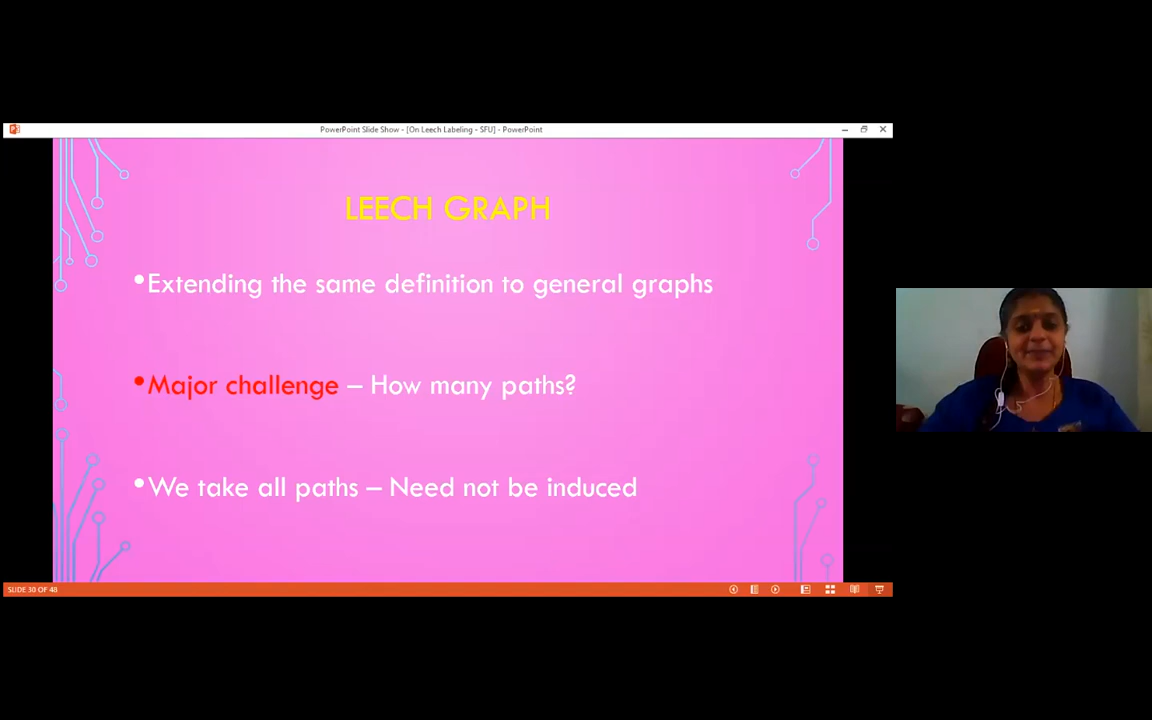 PowerPoint Slide Show - [On Leech Labeling - SFU] - PowerPoint
LEECH GRAPH
•Extending the same definition to general graphs
•Major challenge – How many paths?
•We take all paths – Need not be induced
SLIDE 30 OF 48